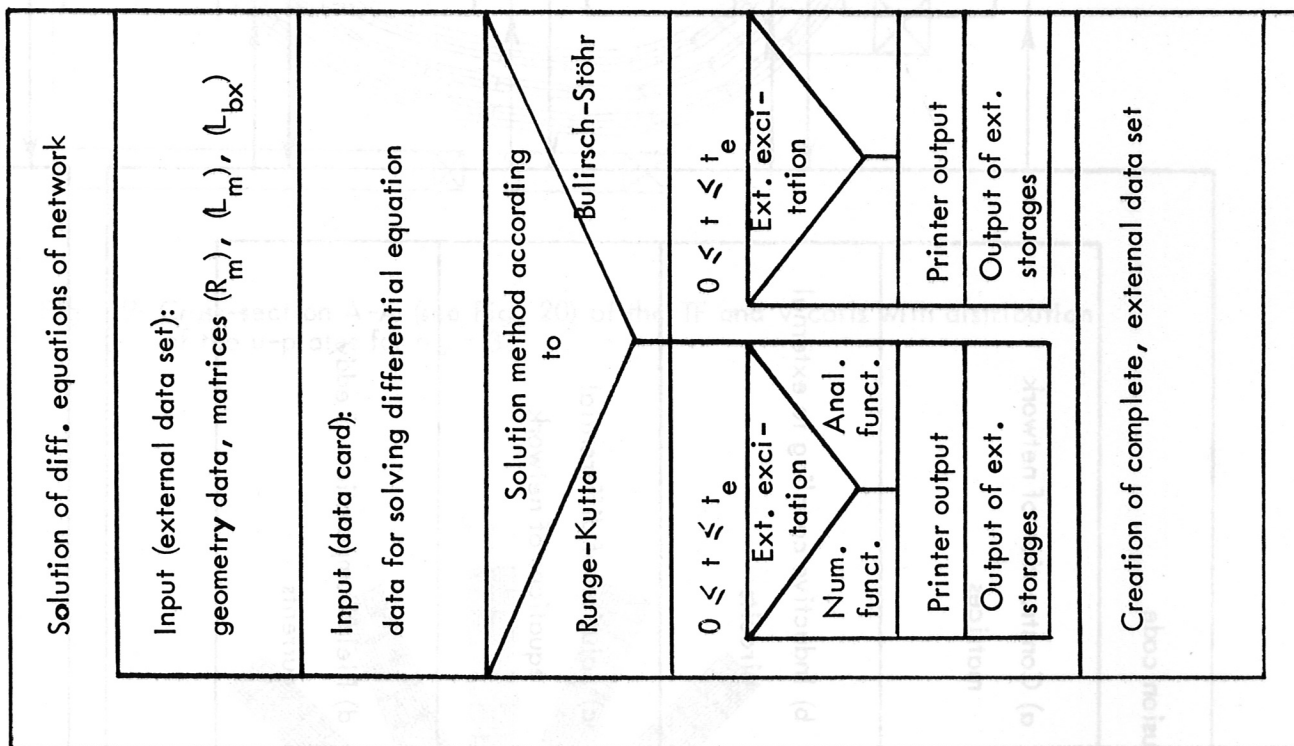 Solution of diff. equations of network
Input (external data set):
geometry data, matrices (R_m), (L_m), (L_bx)
Input (data card):
data for solving differential equation
Solution method according
to
Runge-Kutta
Bulirsch-Stöhr
0 ≤ t ≤ t_e
Ext. exci-
tation
Num.
funct.
Anal.
funct.
Printer output
Output of ext.
storages
0 ≤ t ≤ t_e
Ext. exci-
tation
Printer output
Output of ext.
storages
Creation of complete, external data set